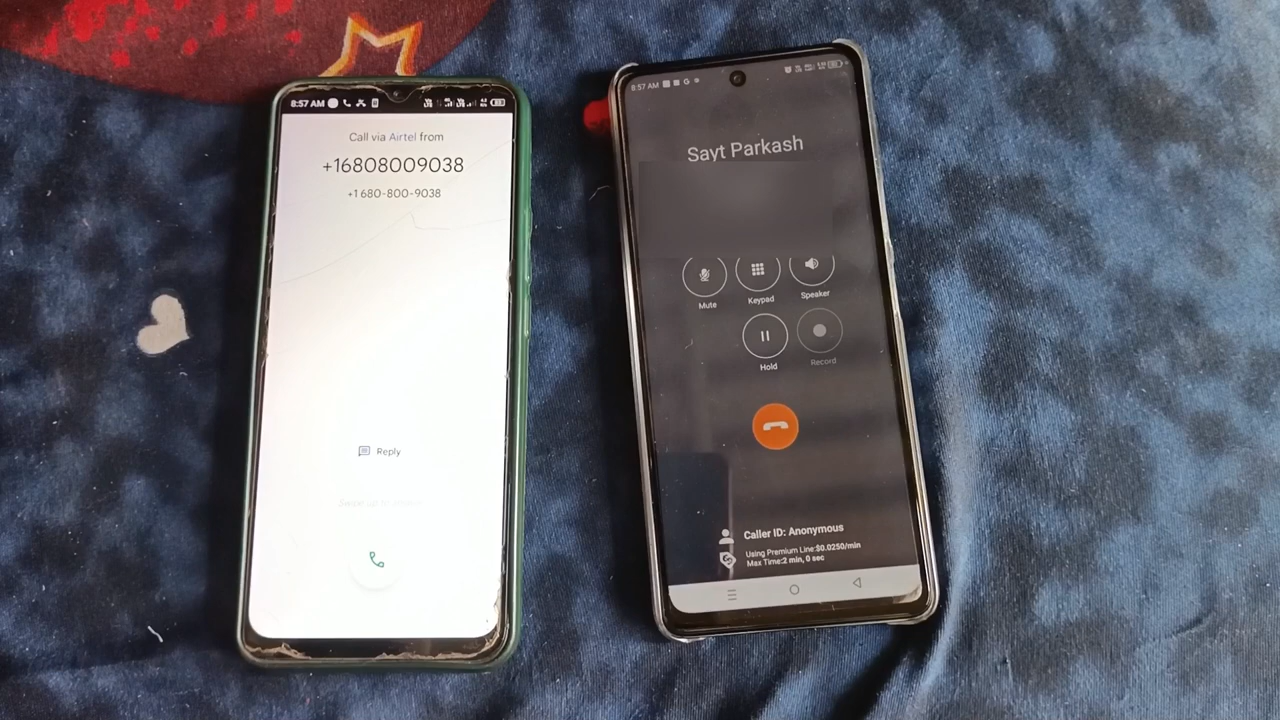 8:57 AM
Call via Airtel from
+16808009038
+1 680-800-9038
Reply
8:57 AM
Sayt Parkash
Mute
Keypad
Speaker
Hold
Record
Caller ID: Anonymous
Using Premium Line:$0.0250/min
Max Time:2 min, 0 sec